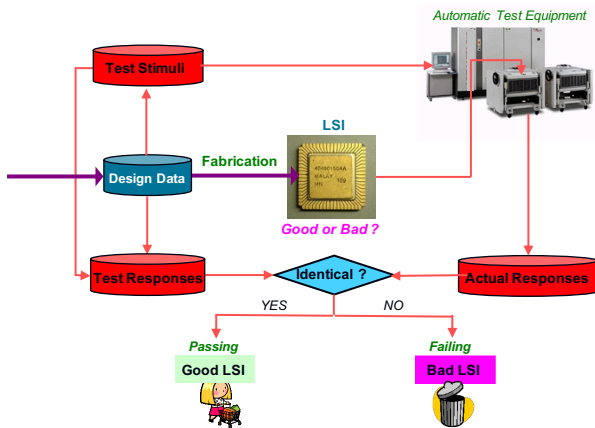 Automatic Test Equipment
Test Stimuli
LSI
Fabrication
Design Data
MALAY
Good or Bad ?
Test Responses
Identical ?
Actual Responses
YES
NO
Passing
Failing
Good LSI
Bad LSI